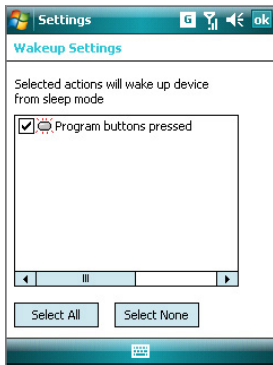 Settings
G
ok
Wakeup Settings
Selected actions will wake up device
from sleep mode
Program buttons pressed
Select All
Select None